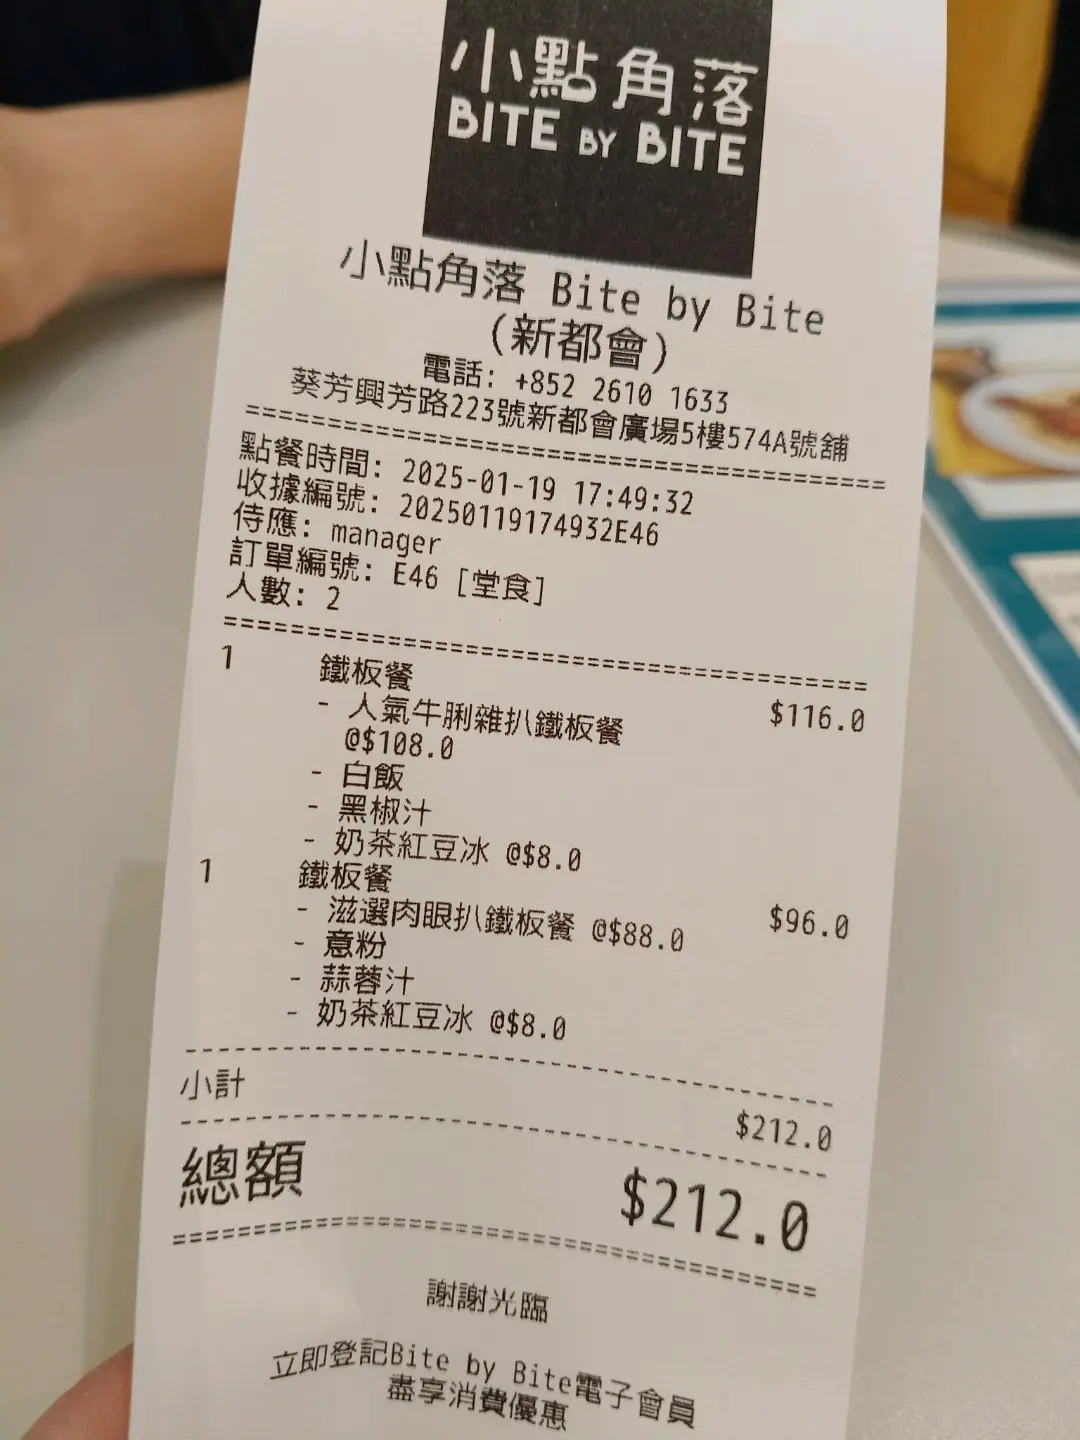 小點角落
BITE BY BITE
小點角落 Bite by Bite
(新都會)
電話: +852 2610 1633
葵芳興芳路223號新都會廣場5樓574A號舖
========================================
點餐時間: 2025-01-19 17:49:32
收據編號: 20250119174932E46
侍應: manager
訂單編號: E46 [堂食]
人數: 2
========================================
1 鐵板餐 $116.0
- 人氣牛脷雜扒鐵板餐
@$108.0
- 白飯
- 黑椒汁
- 奶茶紅豆冰 @$8.0
1 鐵板餐 $96.0
- 滋選肉眼扒鐵板餐 @$88.0
- 意粉
- 蒜蓉汁
- 奶茶紅豆冰 @$8.0
----------------------------------------
小計 $212.0
----------------------------------------
總額 $212.0
========================================
謝謝光臨
立即登記Bite by Bite電子會員
盡享消費優惠